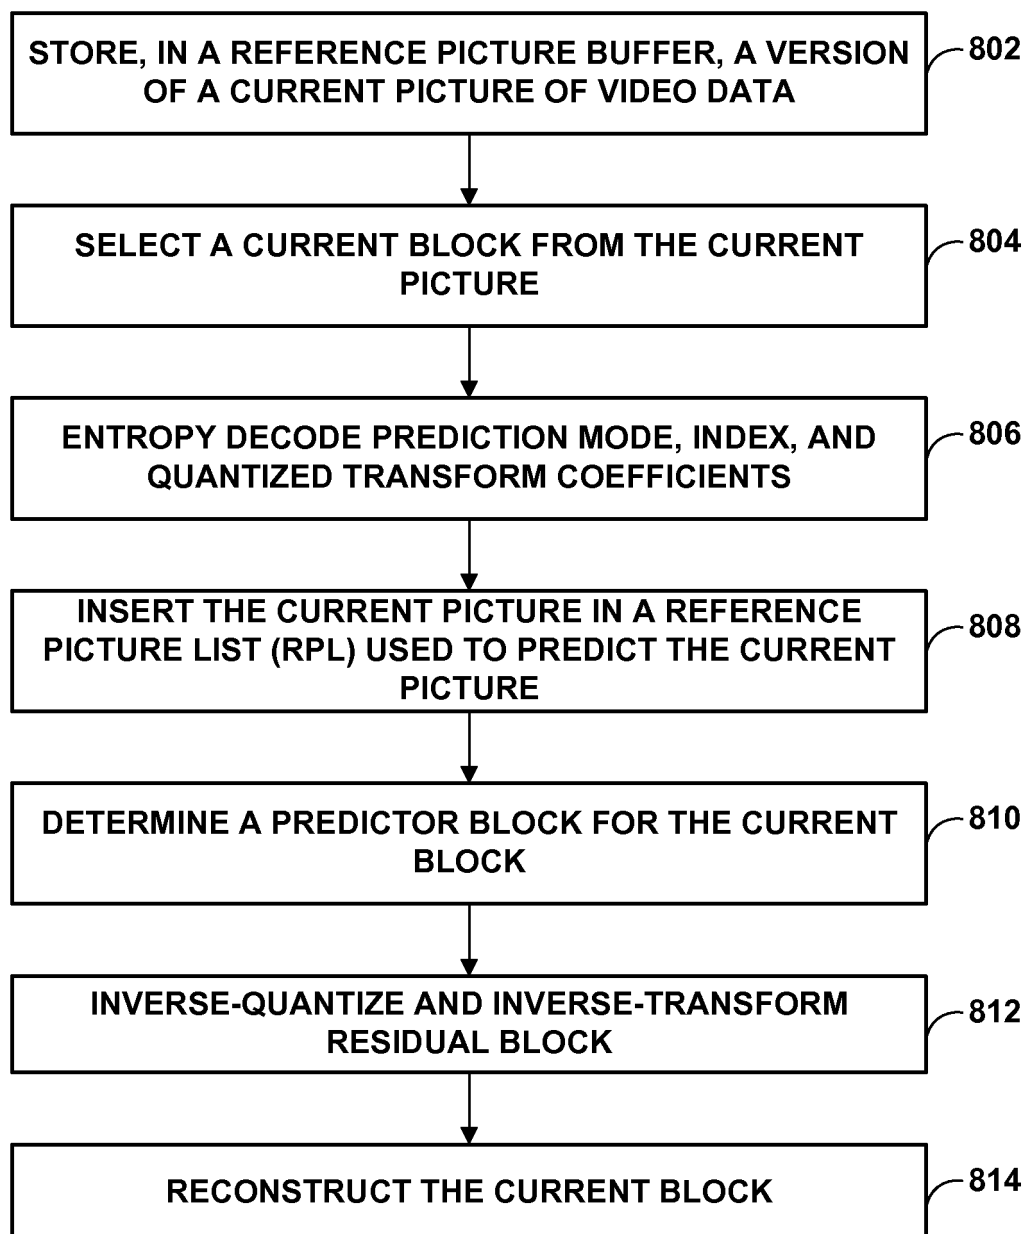 STORE, IN A REFERENCE PICTURE BUFFER, A VERSION
OF A CURRENT PICTURE OF VIDEO DATA
802
SELECT A CURRENT BLOCK FROM THE CURRENT
PICTURE
804
ENTROPY DECODE PREDICTION MODE, INDEX, AND
QUANTIZED TRANSFORM COEFFICIENTS
806
INSERT THE CURRENT PICTURE IN A REFERENCE
PICTURE LIST (RPL) USED TO PREDICT THE CURRENT
PICTURE
808
DETERMINE A PREDICTOR BLOCK FOR THE CURRENT
BLOCK
810
INVERSE-QUANTIZE AND INVERSE-TRANSFORM
RESIDUAL BLOCK
812
RECONSTRUCT THE CURRENT BLOCK
814